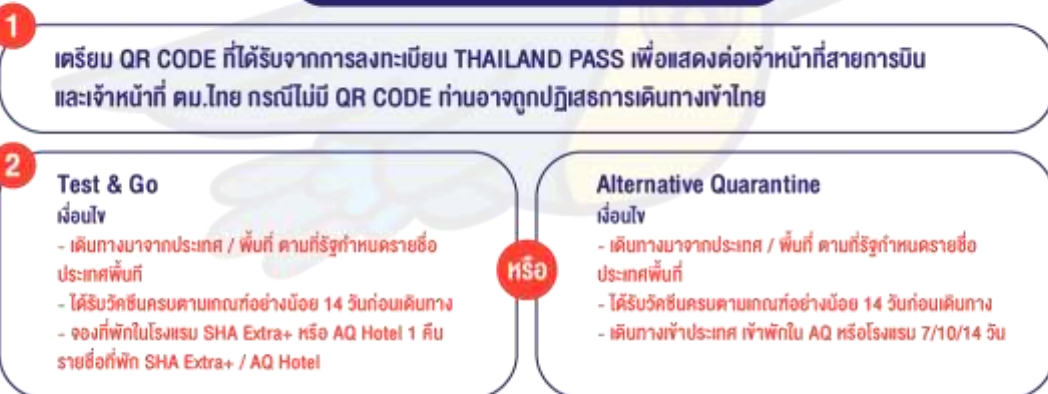 1
เตรียม QR CODE ที่ได้รับจากการลงทะเบียน THAILAND PASS เพื่อแสดงต่อเจ้าหน้าที่สายการบิน
และเจ้าหน้าที่ ตม.ไทย กรณีไม่มี QR CODE ท่านอาจถูกปฏิเสธการเดินทางเข้าไทย
2
Test & Go
เงื่อนไข
- เดินทางมาจากประเทศ / พื้นที่ ตามที่รัฐกำหนดรายชื่อ
ประเทศพื้นที่
- ได้รับวัคซีนครบตามเกณฑ์อย่างน้อย 14 วันก่อนเดินทาง
- จองที่พักในโรงแรม SHA Extra+ หรือ AQ Hotel 1 คืน
รายชื่อที่พัก SHA Extra+ / AQ Hotel
หรือ
Alternative Quarantine
เงื่อนไข
- เดินทางมาจากประเทศ / พื้นที่ ตามที่รัฐกำหนดรายชื่อ
ประเทศพื้นที่
- ได้รับวัคซีนครบตามเกณฑ์อย่างน้อย 14 วันก่อนเดินทาง
- เดินทางเข้าประเทศ เข้าพักใน AQ หรือโรงแรม 7/10/14 วัน